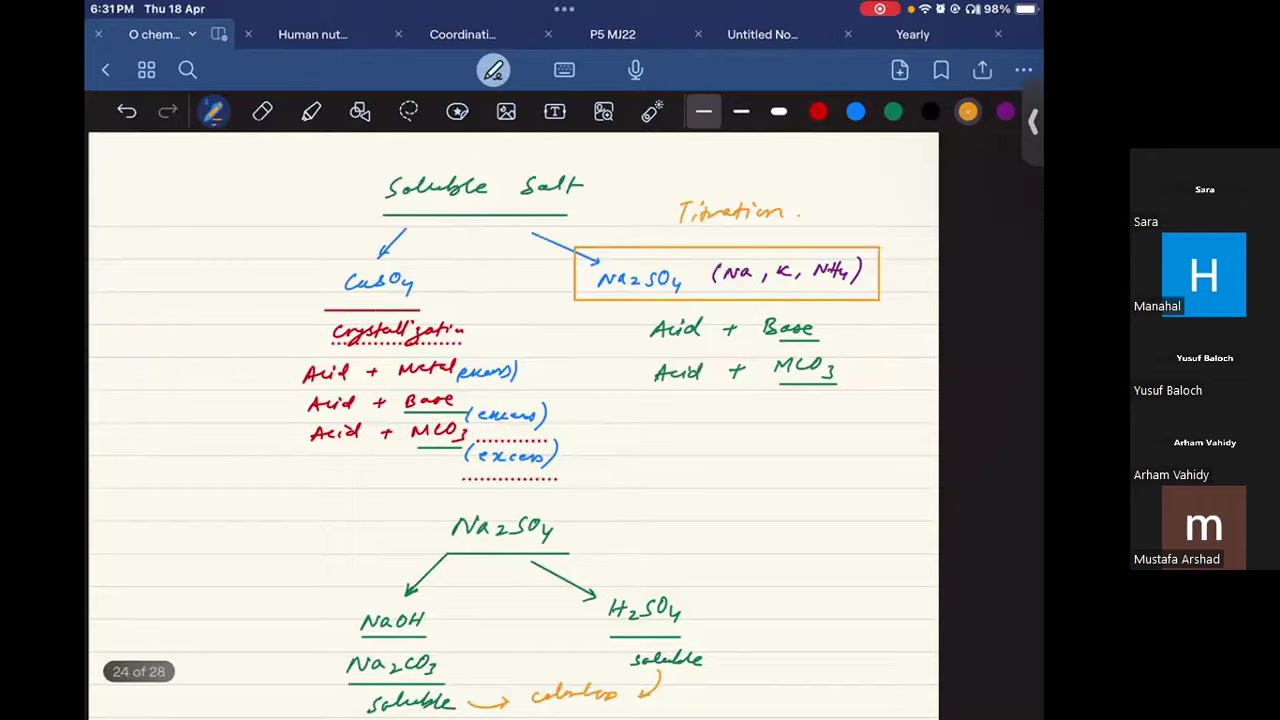 6:31PM Thu 18 Apr
98%
O chem...
Human nut...
Coordinati...
P5 MJ22
Untitled No...
Yearly
Soluble Salt
Titration.
CuSO4
Na2SO4 (Na, K, NH4)
Crystallization
Acid + Base
Acid + Metal (excess)
Acid + MCO3
Acid + Base (excess)
Acid + MCO3 (excess)
Na2SO4
NaOH
H2SO4
Na2CO3
soluble
soluble
colourless
24 of 28
Sara
Sara
H
Manahal
Yusuf Baloch
Yusuf Baloch
Arham Vahidy
Arham Vahidy
m
Mustafa Arshad